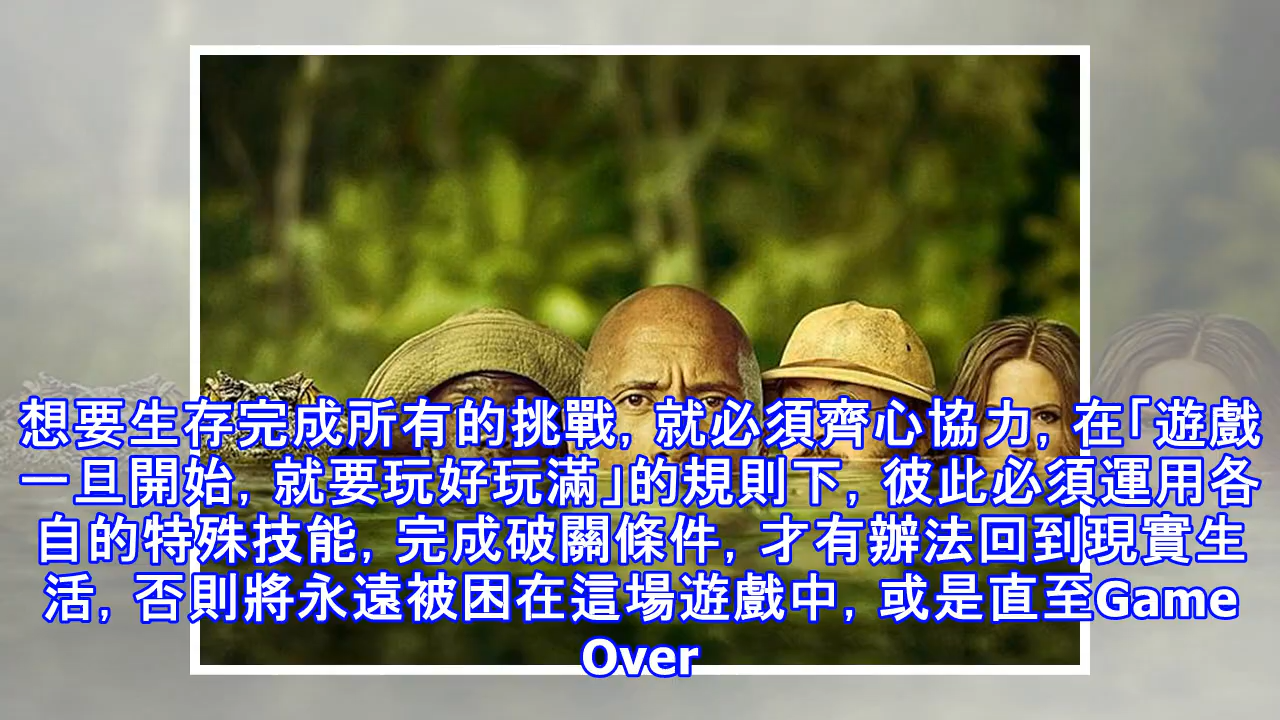 想要生存完成所有的挑戰, 就必須齊心協力, 在「遊戲
一旦開始, 就要玩好玩滿」的規則下, 彼此必須運用各
自的特殊技能, 完成破關條件, 才有辦法回到現實生
活, 否則將永遠被困在這場遊戲中, 或是直至Game
Over